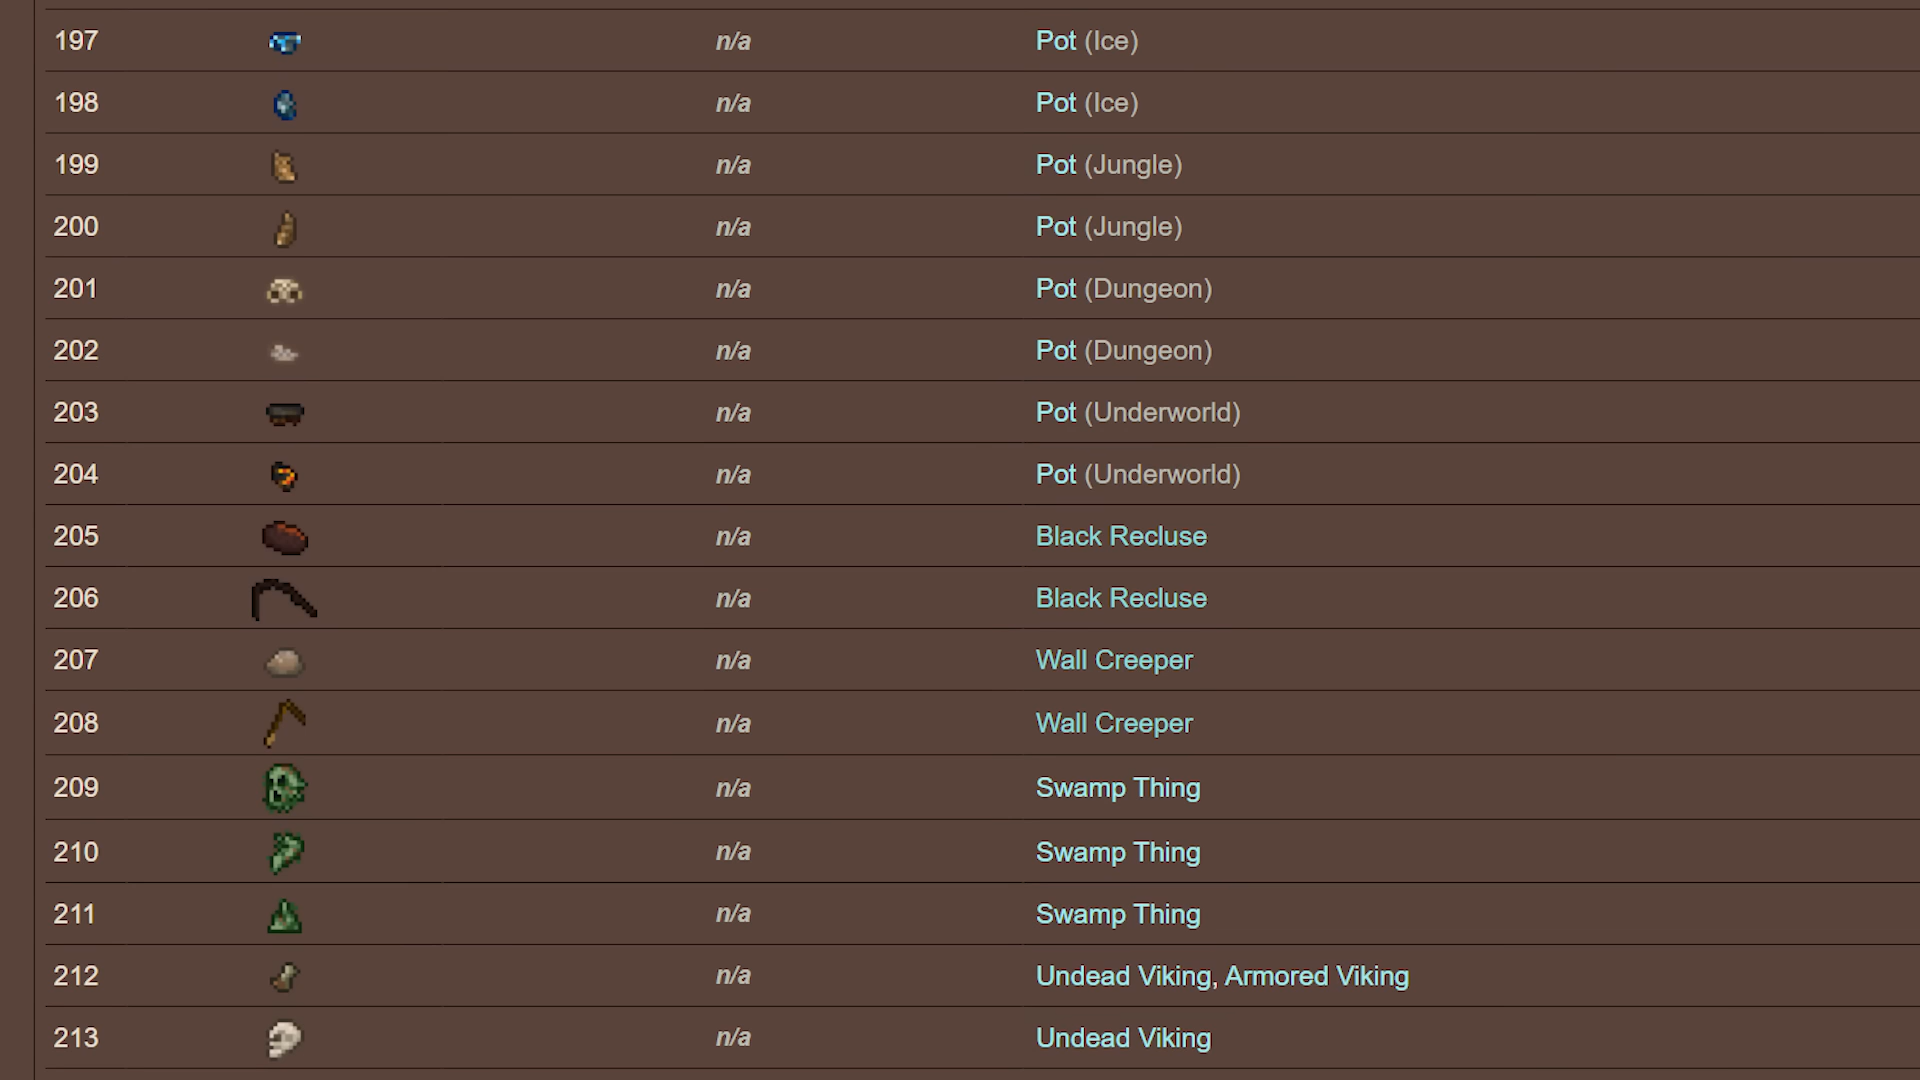 197 n/a Pot (Ice)
198 n/a Pot (Ice)
199 n/a Pot (Jungle)
200 n/a Pot (Jungle)
201 n/a Pot (Dungeon)
202 n/a Pot (Dungeon)
203 n/a Pot (Underworld)
204 n/a Pot (Underworld)
205 n/a Black Recluse
206 n/a Black Recluse
207 n/a Wall Creeper
208 n/a Wall Creeper
209 n/a Swamp Thing
210 n/a Swamp Thing
211 n/a Swamp Thing
212 n/a Undead Viking, Armored Viking
213 n/a Undead Viking